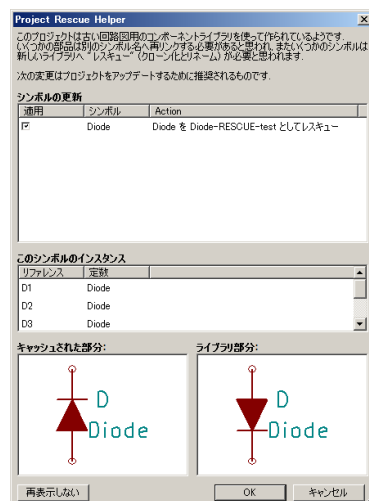 Project Rescue Helper
このプロジェクトは古い回路図用のコンポーネントライブラリを使って作られているようです.
いくつかの部品は別のシンボル名へ再リンクする必要があると思われ, またいくつかのシンボルは
新しいライブラリへ "レスキュー" (クローン化とリネーム) が必要と思われます.
次の変更はプロジェクトをアップデートするために推奨されるものです.
シンボルの更新
適用 シンボル Action
Diode Diode を Diode-RESCUE-test としてレスキュー
このシンボルのインスタンス
リファレンス 定数
D1 Diode
D2 Diode
D3 Diode
キャッシュされた部分: ライブラリ部分:
D D
Diode Diode
再表示しない OK キャンセル